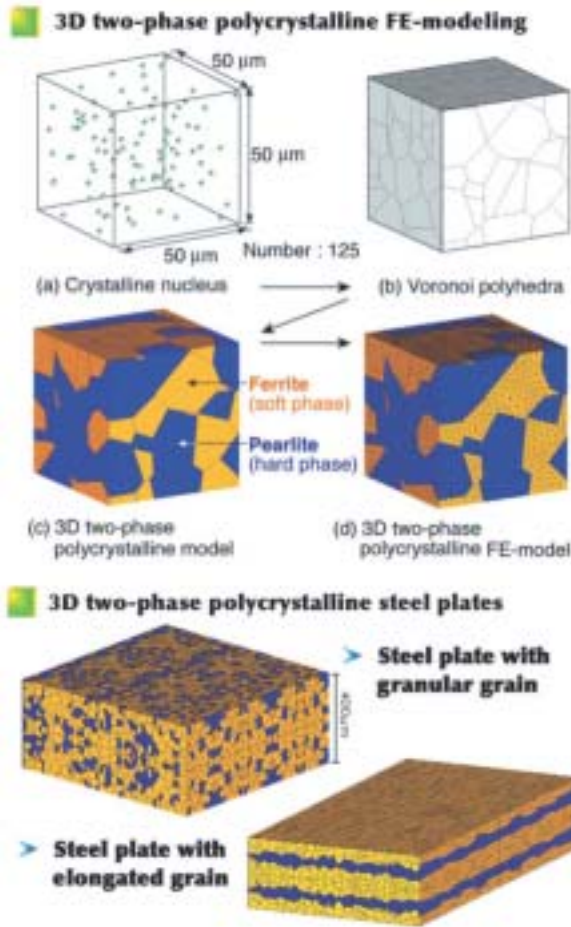 3D two-phase polycrystalline FE-modeling
50 µm
50 µm
50 µm
Number : 125
(a) Crystalline nucleus
(b) Voronoi polyhedra
Ferrite
(soft phase)
Pearlite
(hard phase)
(c) 3D two-phase
polycrystalline model
(d) 3D two-phase
polycrystalline FE-model
3D two-phase polycrystalline steel plates
Steel plate with
granular grain
400µm
Steel plate with
elongated grain